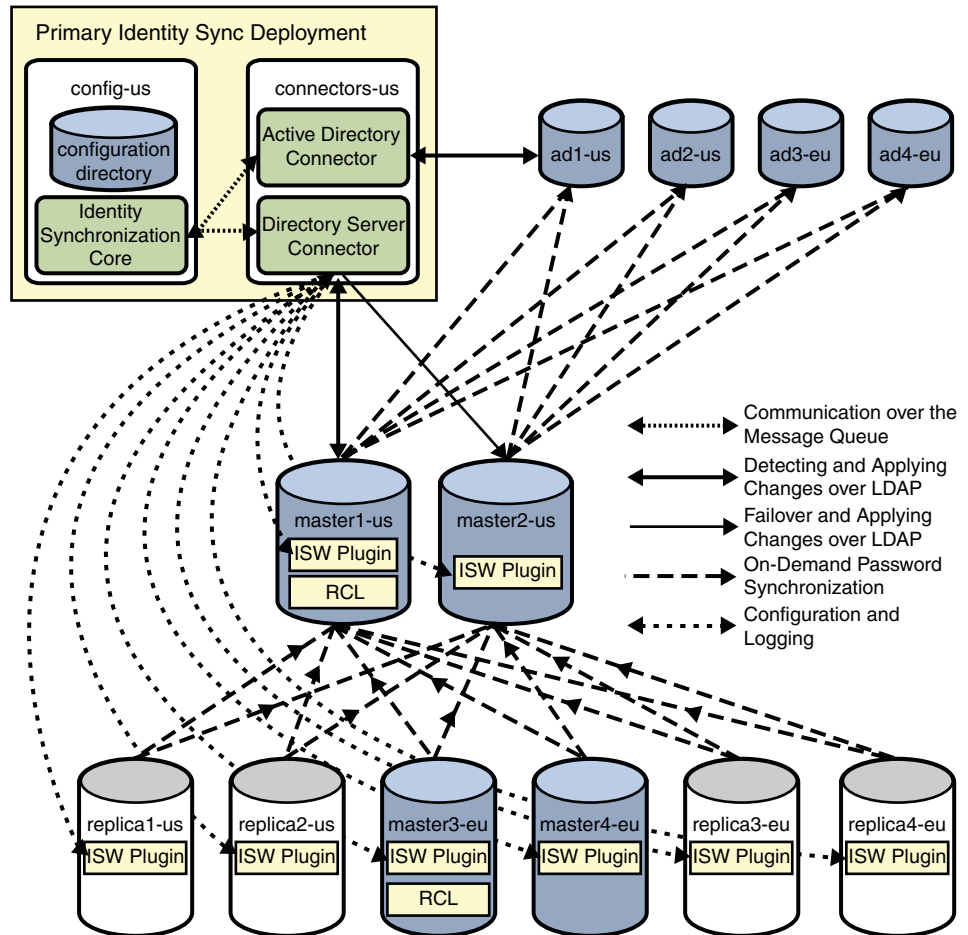 Primary Identity Sync Deployment
config-us
configuration
directory
Identity
Synchronization
Core
connectors-us
Active Directory
Connector
Directory Server
Connector
ad1-us
ad2-us
ad3-eu
ad4-eu
Communication over the
Message Queue
Detecting and Applying
Changes over LDAP
Failover and Applying
Changes over LDAP
On-Demand Password
Synchronization
Configuration and
Logging
master1-us
ISW Plugin
RCL
master2-us
ISW Plugin
replica1-us
ISW Plugin
replica2-us
ISW Plugin
master3-eu
ISW Plugin
RCL
master4-eu
ISW Plugin
replica3-eu
ISW Plugin
replica4-eu
ISW Plugin